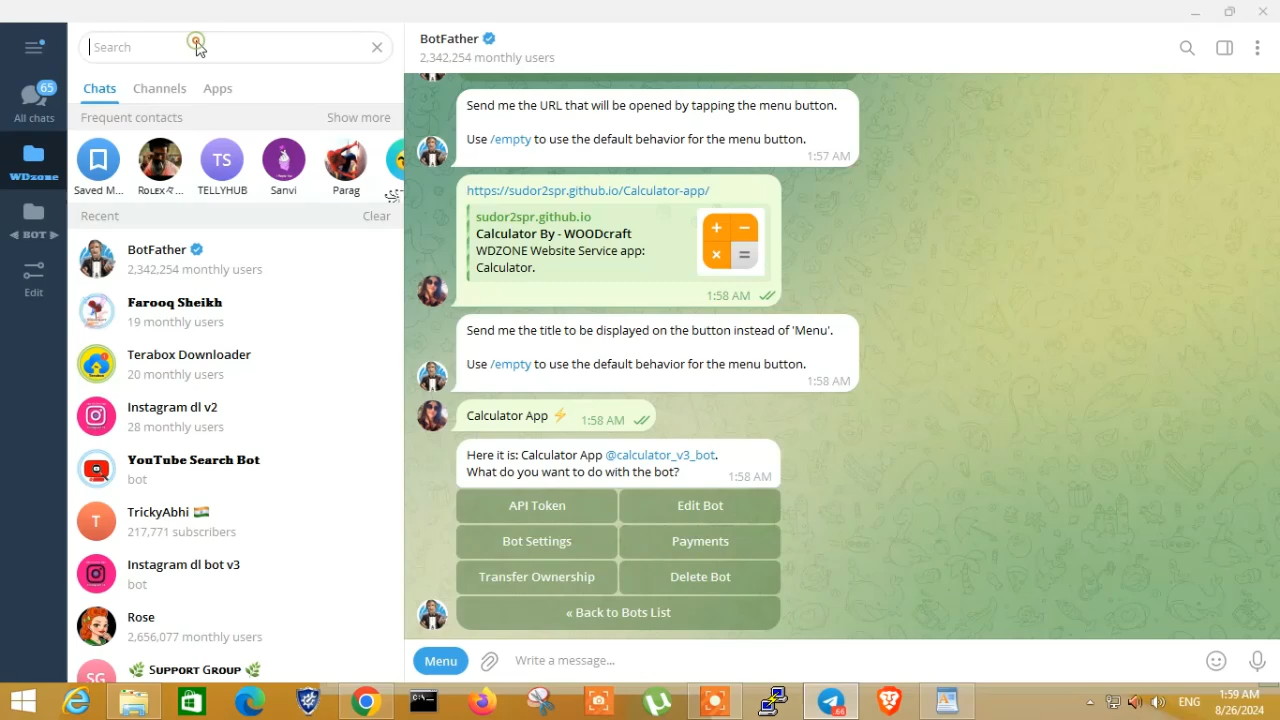 Search
Chats
Channels
Apps
Frequent contacts
Show more
Saved M...
TS
TELLYHUB
Sanvi
Parag
Recent
Clear
65
All chats
WDzone
◀ BOT ▶
Edit
BotFather
2,342,254 monthly users
Farooq Sheikh
19 monthly users
Terabox Downloader
20 monthly users
Terabox
Instagram dl v2
28 monthly users
YouTube Search Bot
bot
T
TrickyAbhi 🇮🇳
217,771 subscribers
Instagram dl bot v3
bot
Rose
2,656,077 monthly users
SG
🌿 SUPPORT GROUP 🌿
BotFather
2,342,254 monthly users
Send me the URL that will be opened by tapping the menu button.
Use /empty to use the default behavior for the menu button.
1:57 AM
https://sudor2spr.github.io/Calculator-app/
sudor2spr.github.io
Calculator By - WOODcraft
WDZONE Website Service app:
Calculator.
+ −
× =
1:58 AM
Send me the title to be displayed on the button instead of 'Menu'.
Use /empty to use the default behavior for the menu button.
1:58 AM
Calculator App ⚡
1:58 AM
Here it is: Calculator App @calculator_v3_bot.
What do you want to do with the bot?
1:58 AM
API Token
Edit Bot
Bot Settings
Payments
Transfer Ownership
Delete Bot
« Back to Bots List
Menu
Write a message...
ENG
1:59 AM
8/26/2024